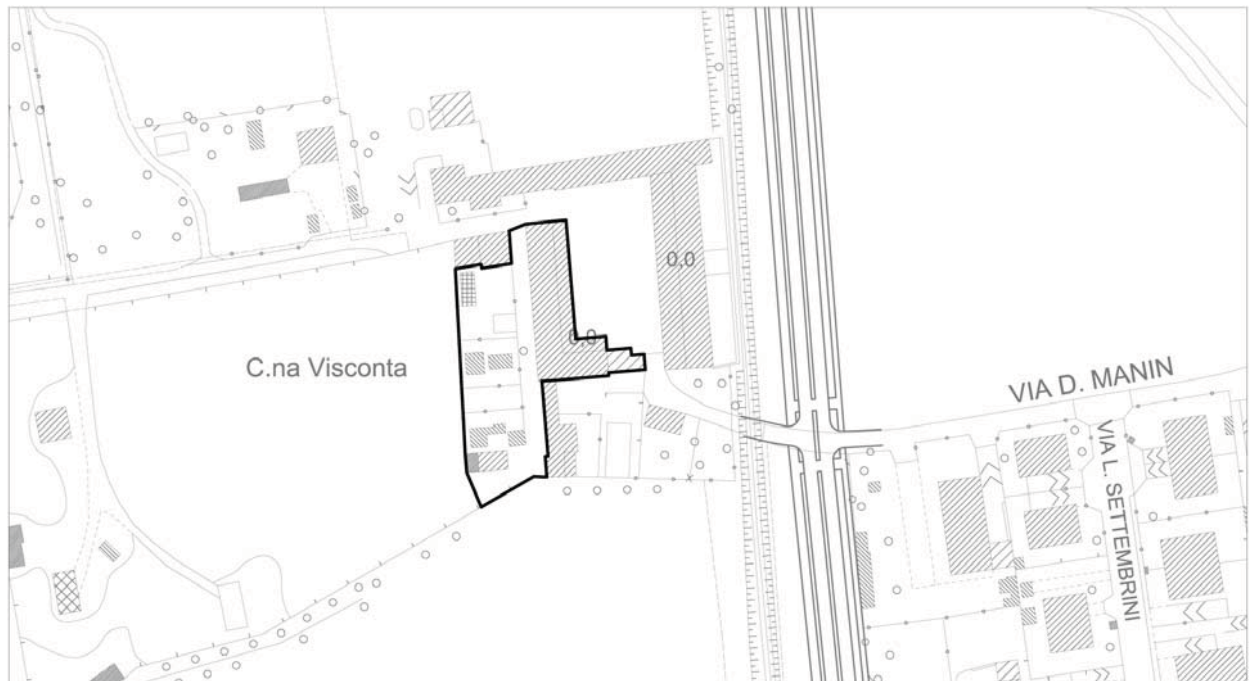 0,0
0,0
C.na Visconta
VIA D. MANIN
VIA L. SETTEMBRINI